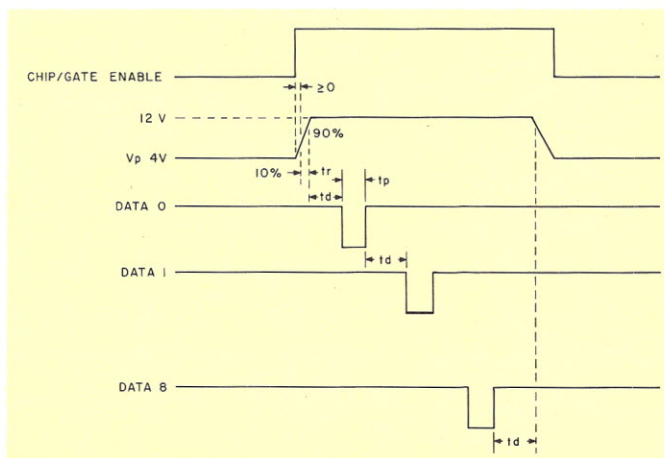 CHIP/GATE ENABLE
≥0
12 V
90%
Vp 4V
10% tr tp
td
DATA 0
td
DATA 1
DATA 8
td